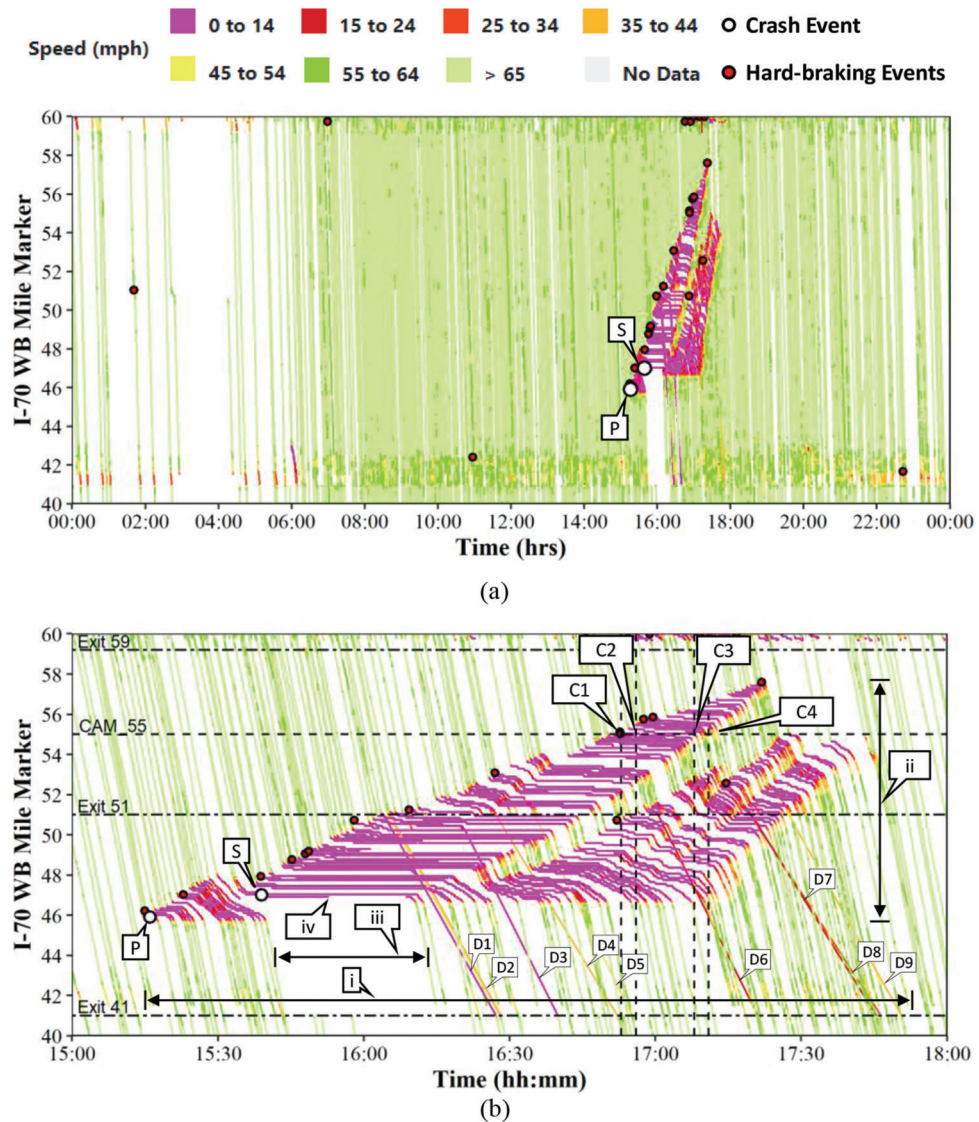 0 to 14 15 to 24 25 to 34 35 to 44 Crash Event
Speed (mph)
45 to 54 55 to 64 > 65 No Data Hard-braking Events
I-70 WB Mile Marker
60
58
56
54
52
50
48
46
44
42
40
S
P
00:00 02:00 04:00 06:00 08:00 10:00 12:00 14:00 16:00 18:00 20:00 22:00 00:00
Time (hrs)
(a)
I-70 WB Mile Marker
60
58
56
54
52
50
48
46
44
42
40
Exit 59
C2
C3
C1
CAM_55
C4
ii
Exit 51
S
D7
P
iv
iii
D1
D2
D3
D4
D5
D6
D8
D9
i
Exit 41
15:00 15:30 16:00 16:30 17:00 17:30 18:00
Time (hh:mm)
(b)